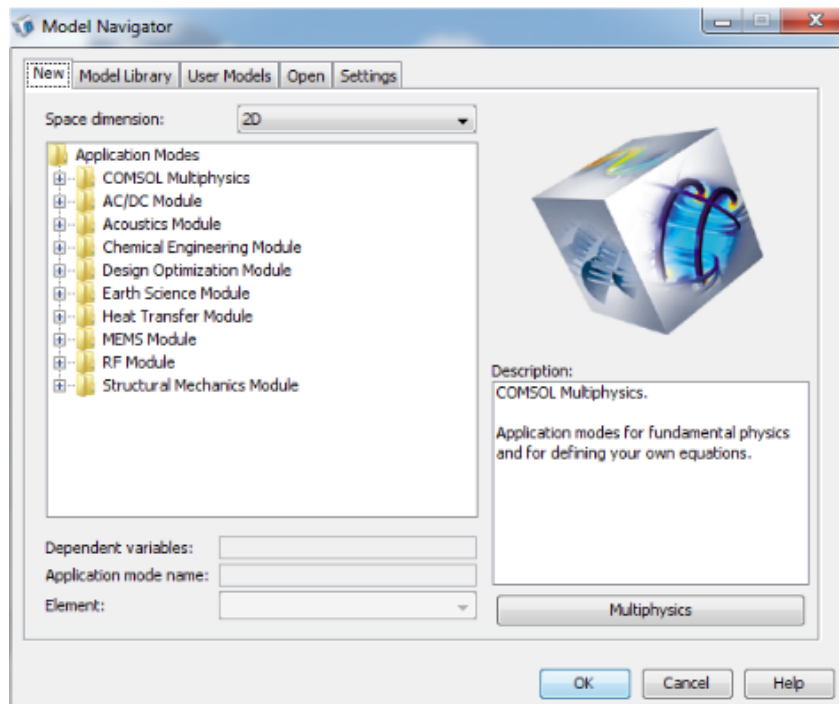 Model Navigator
New Model Library User Models Open Settings
Space dimension: 2D
Application Modes
COMSOL Multiphysics
AC/DC Module
Acoustics Module
Chemical Engineering Module
Design Optimization Module
Earth Science Module
Heat Transfer Module
MEMS Module
RF Module
Structural Mechanics Module
Description:
COMSOL Multiphysics.
Application modes for fundamental physics
and for defining your own equations.
Dependent variables:
Application mode name:
Element:
Multiphysics
OK Cancel Help